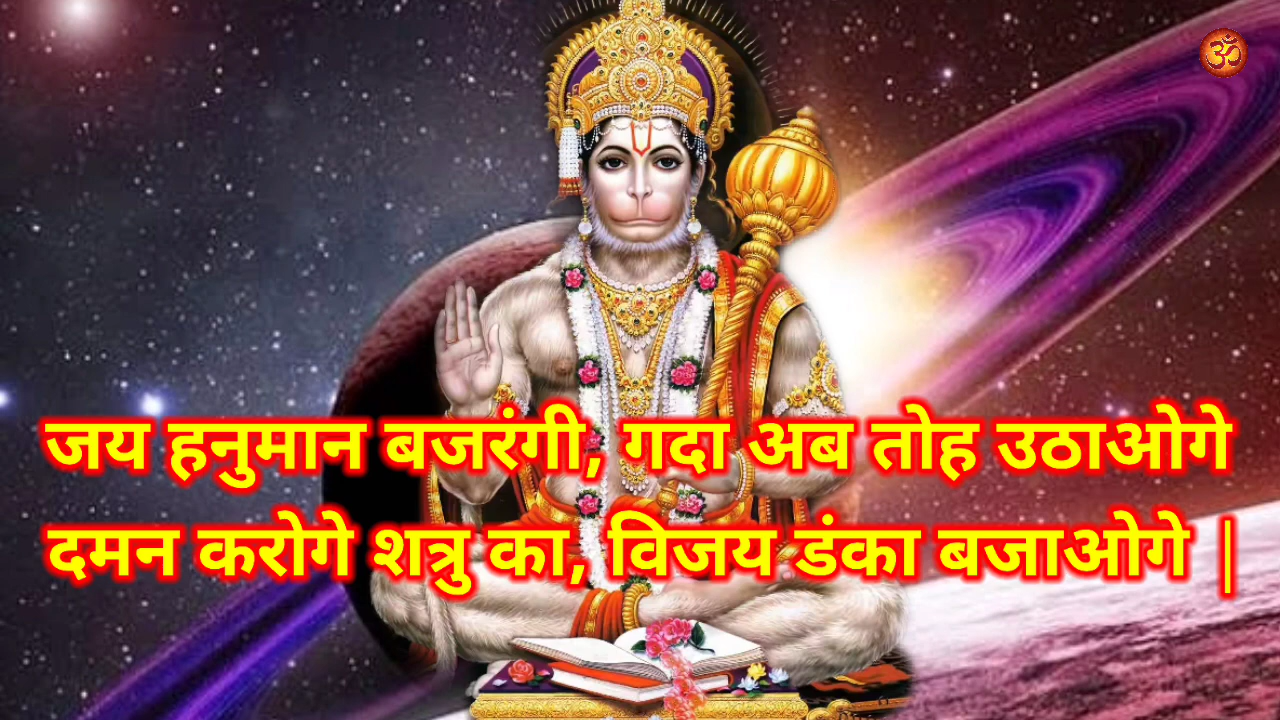 ॐ
जय हनुमान बजरंगी, गदा अब तोह उठाओगे
दमन करोगे शत्रु का, विजय डंका बजाओगे |